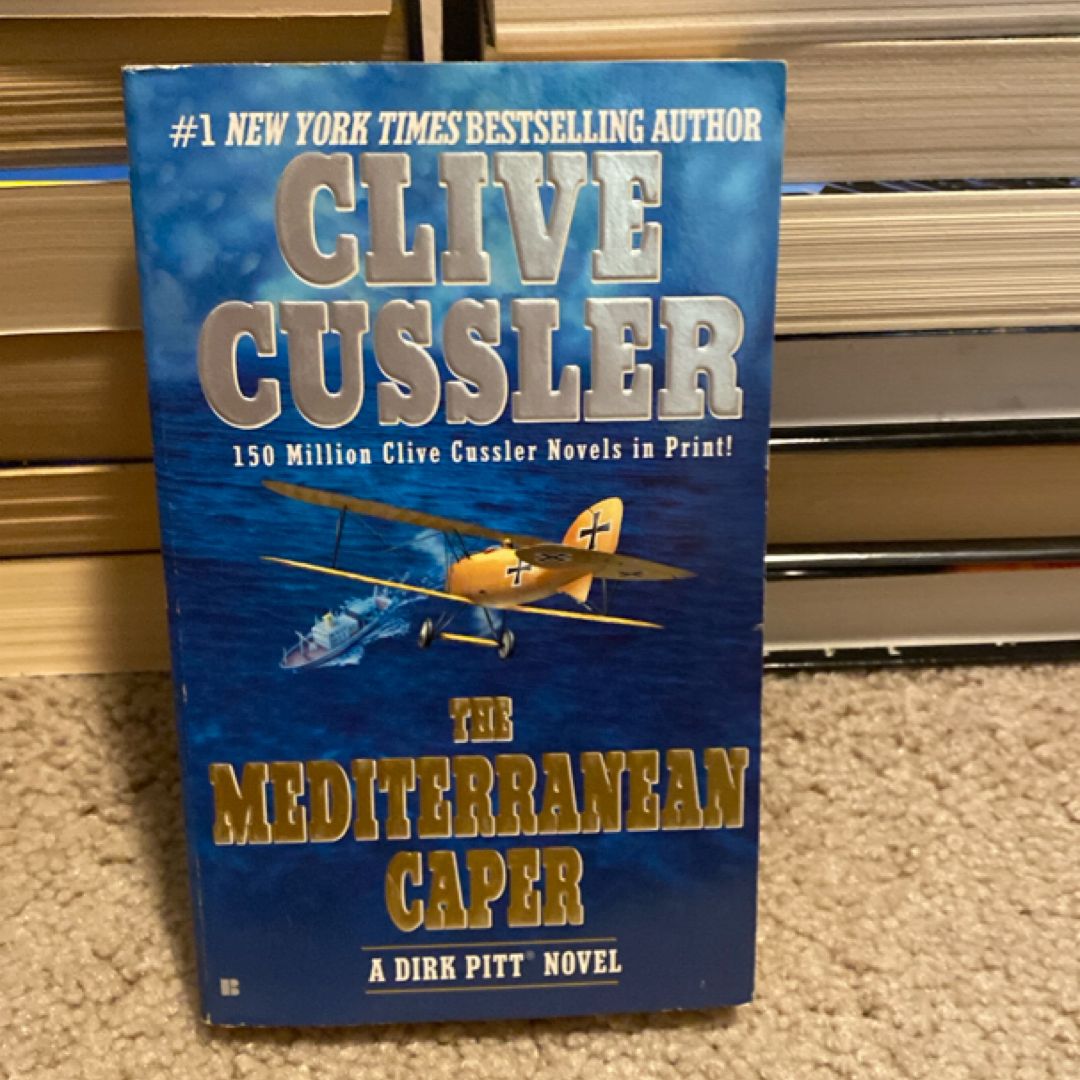 #1 NEW YORK TIMES BESTSELLING AUTHOR
CLIVE
CUSSLER
150 Million Clive Cussler Novels in Print!
THE
MEDITERRANEAN
CAPER
A DIRK PITT® NOVEL
B